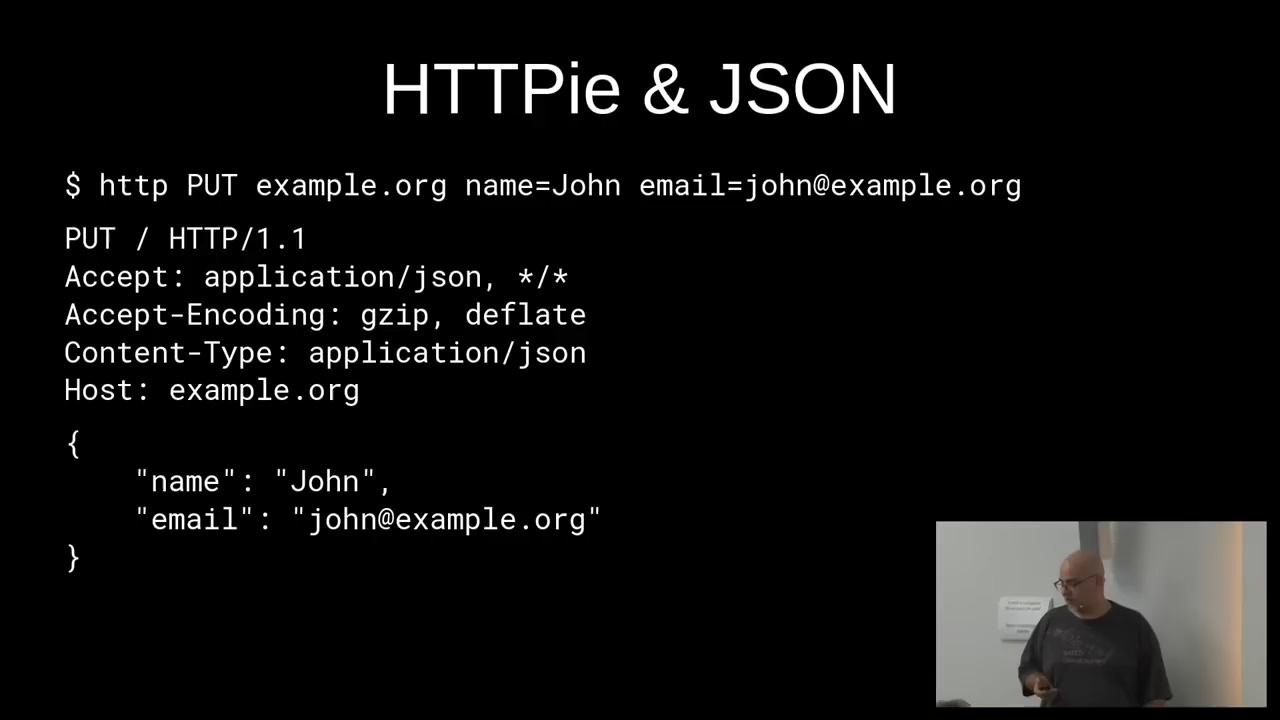 HTTPie & JSON
$ http PUT example.org name=John email=john@example.org
PUT / HTTP/1.1
Accept: application/json, */*
Accept-Encoding: gzip, deflate
Content-Type: application/json
Host: example.org
{
    "name": "John",
    "email": "john@example.org"
}